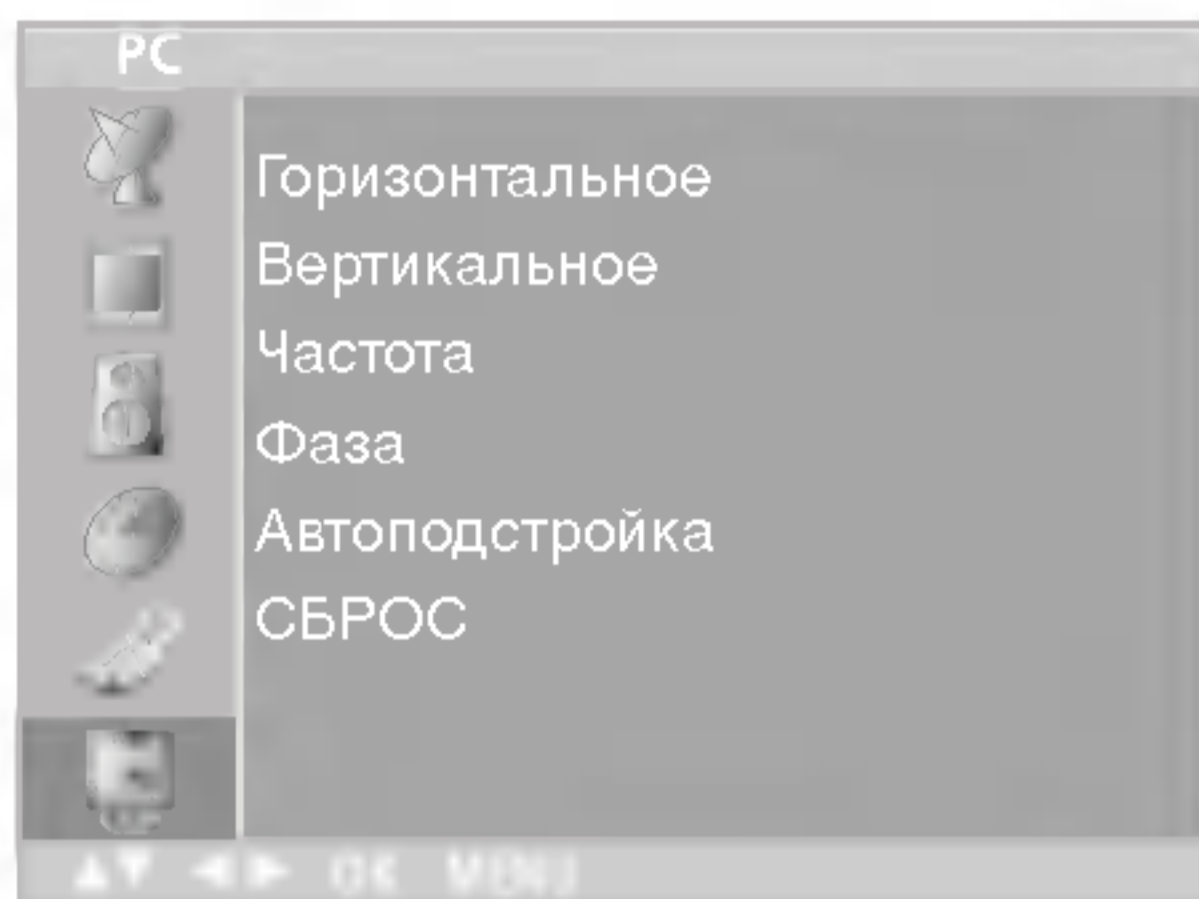 PC
Горизонтальное
Вертикальное
Частота
Фаза
Автоподстройка
СБРОС
▲▼ ◀▶ OK MENU